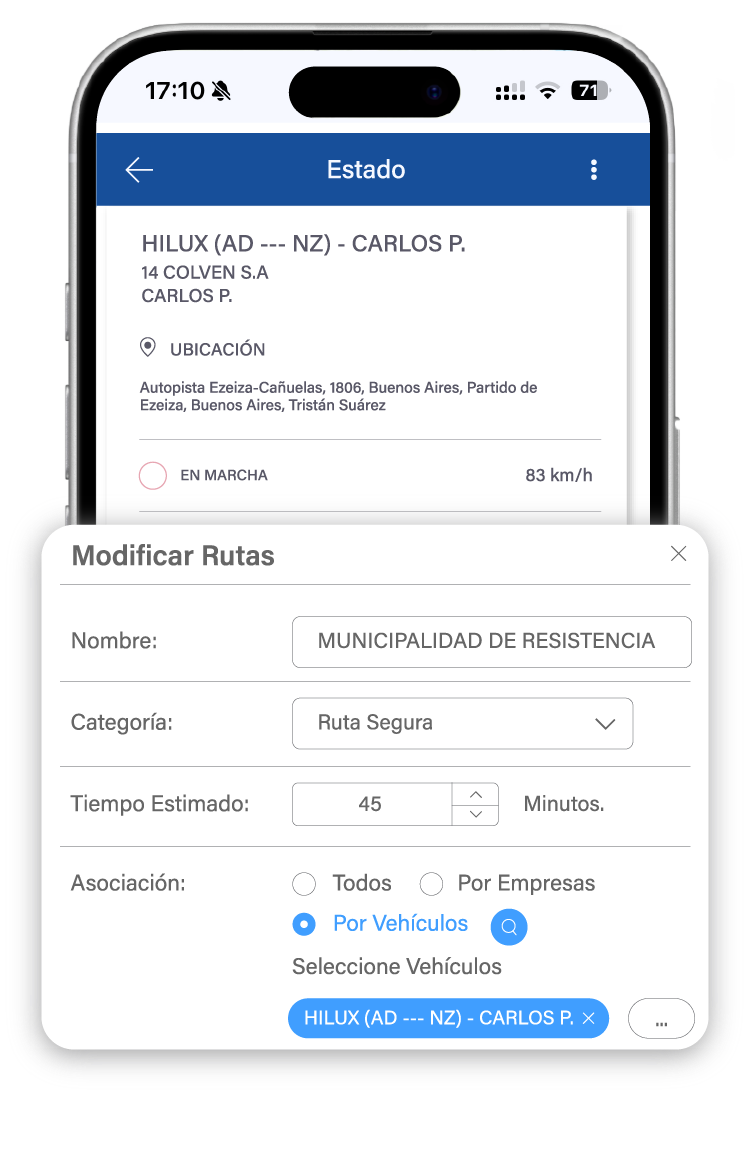 17:10
71
Estado
HILUX (AD --- NZ) - CARLOS P.
14 COLVEN S.A
CARLOS P.
UBICACIÓN
Autopista Ezeiza-Cañuelas, 1806, Buenos Aires, Partido de
Ezeiza, Buenos Aires, Tristán Suárez
EN MARCHA 83 km/h
Modificar Rutas
Nombre: MUNICIPALIDAD DE RESISTENCIA
Categoría: Ruta Segura
Tiempo Estimado: 45 Minutos.
Asociación: Todos Por Empresas
Por Vehículos
Seleccione Vehículos
HILUX (AD --- NZ) - CARLOS P. ...